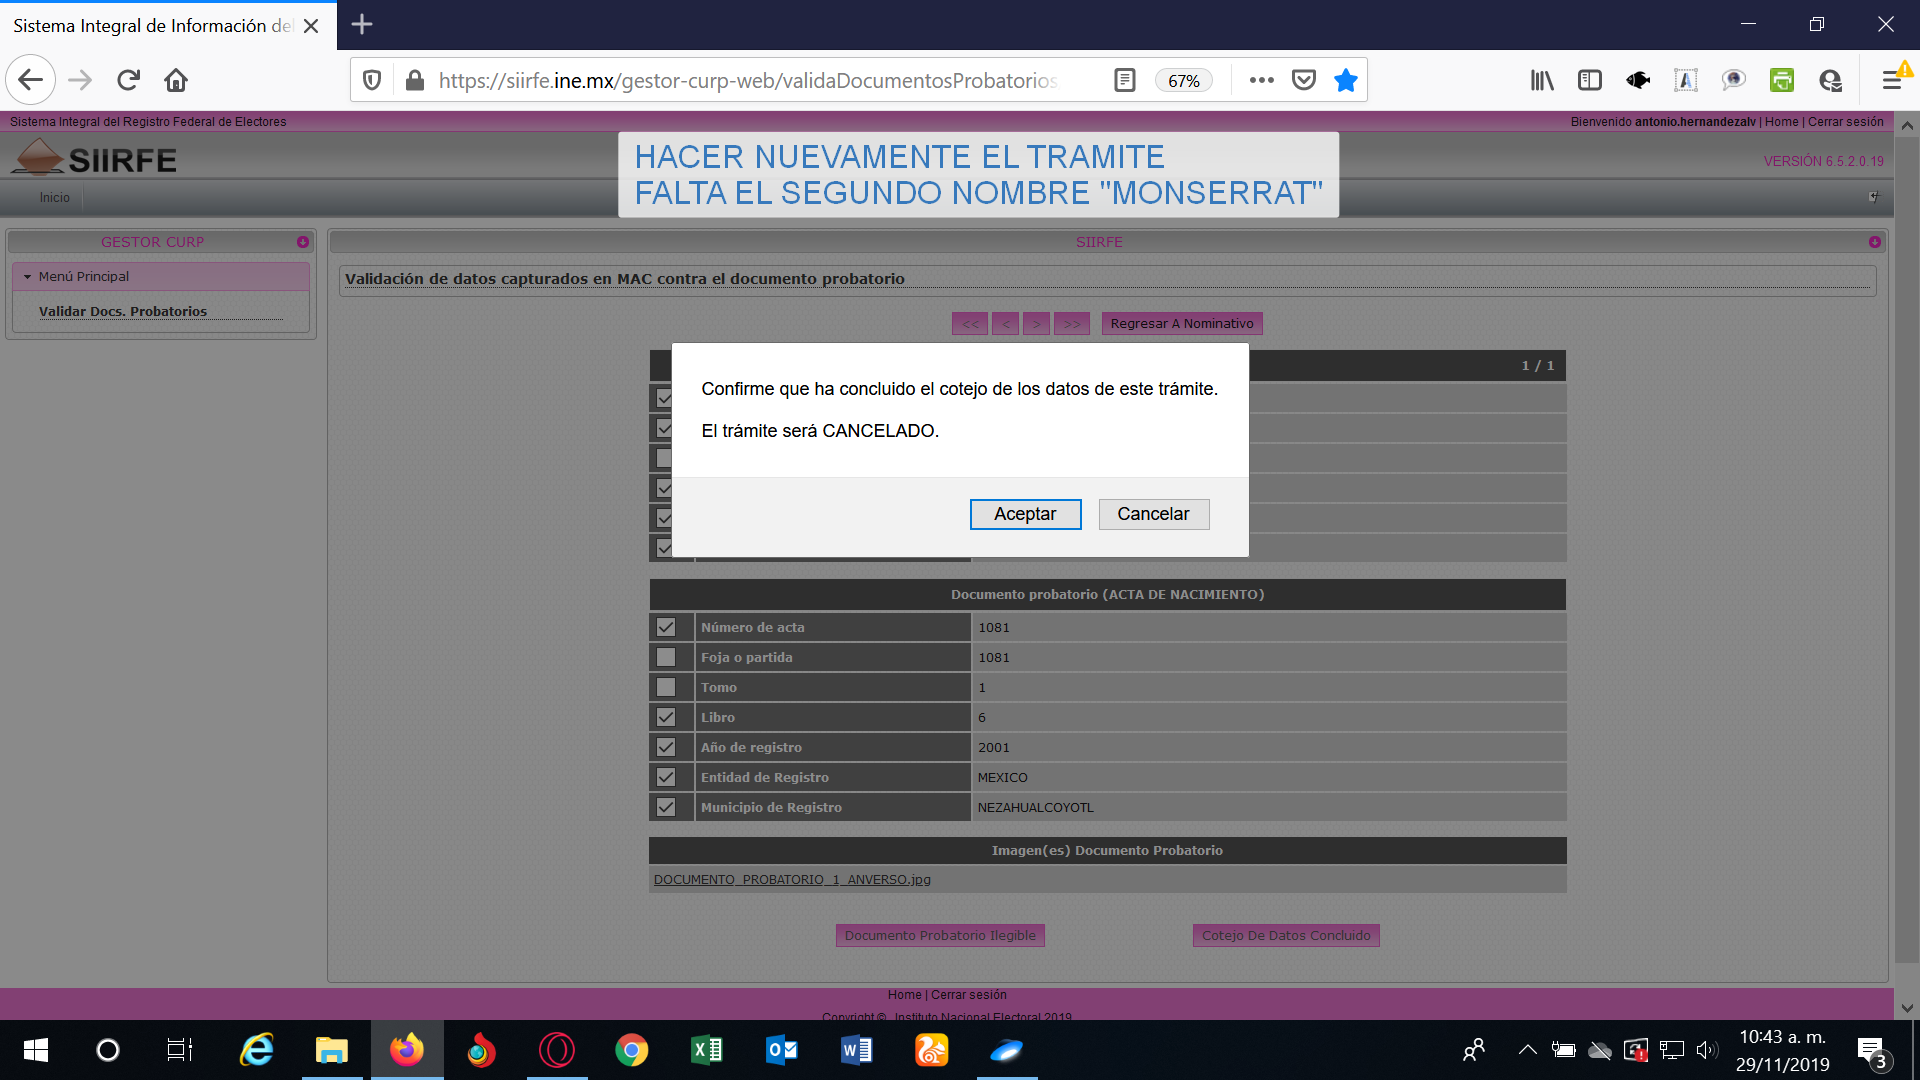 Sistema Integral de Información del
https://siirfe.ine.mx/gestor-curp-web/validaDocumentosProbatorios
67%
Sistema Integral del Registro Federal de Electores
Bienvenido antonio.hernandezalv | Home | Cerrar sesión
SIIRFE
HACER NUEVAMENTE EL TRAMITE
FALTA EL SEGUNDO NOMBRE "MONSERRAT"
VERSIÓN 6.5.2.0.19
Inicio
GESTOR CURP
SIIRFE
Menú Principal
Validar Docs. Probatorios
Validación de datos capturados en MAC contra el documento probatorio
<< < > >> Regresar A Nominativo
1 / 1
Confirme que ha concluido el cotejo de los datos de este trámite.
El trámite será CANCELADO.
Aceptar Cancelar
Documento probatorio (ACTA DE NACIMIENTO)
Número de acta 1081
Foja o partida 1081
Tomo 1
Libro 6
Año de registro 2001
Entidad de Registro MEXICO
Municipio de Registro NEZAHUALCOYOTL
Imagen(es) Documento Probatorio
DOCUMENTO_PROBATORIO_1_ANVERSO.jpg
Documento Probatorio Ilegible Cotejo De Datos Concluido
Home | Cerrar sesión
Copyright © Instituto Nacional Electoral 2019
10:43 a. m.
29/11/2019
3